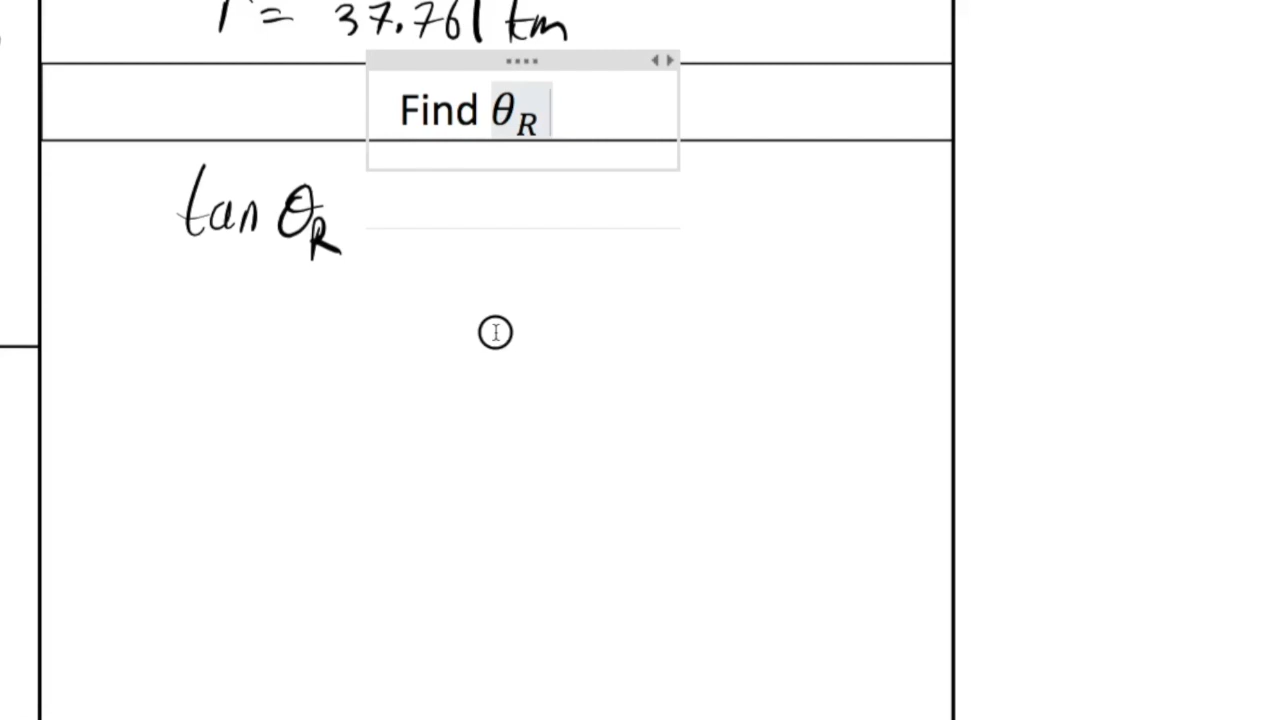 r = 37.761 km
Find θ_R
tan θ_R